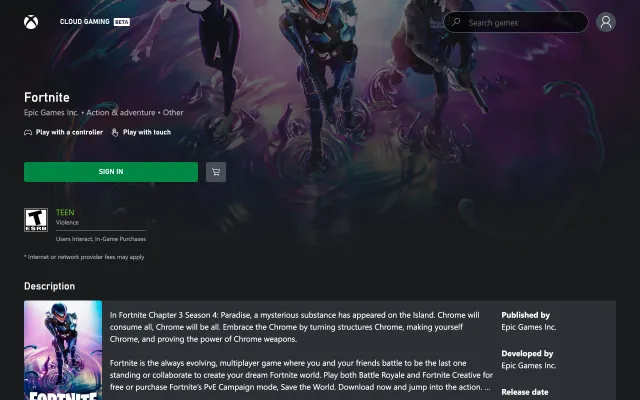 CLOUD GAMING BETA
Search games
Fortnite
Epic Games Inc. • Action & adventure • Other
Play with a controller Play with touch
SIGN IN
T
ESRB
TEEN
Violence
Users Interact, In-Game Purchases
* Internet or network provider fees may apply
Description
FORTNITE
In Fortnite Chapter 3 Season 4: Paradise, a mysterious substance has appeared on the Island. Chrome will
consume all, Chrome will be all. Embrace the Chrome by turning structures Chrome, making yourself
Chrome, and proving the power of Chrome weapons.
Fortnite is the always evolving, multiplayer game where you and your friends battle to be the last one
standing or collaborate to create your dream Fortnite world. Play both Battle Royale and Fortnite Creative for
free or purchase Fortnite's PvE Campaign mode, Save the World. Download now and jump into the action. ...
Published by
Epic Games Inc.
Developed by
Epic Games Inc.
Release date